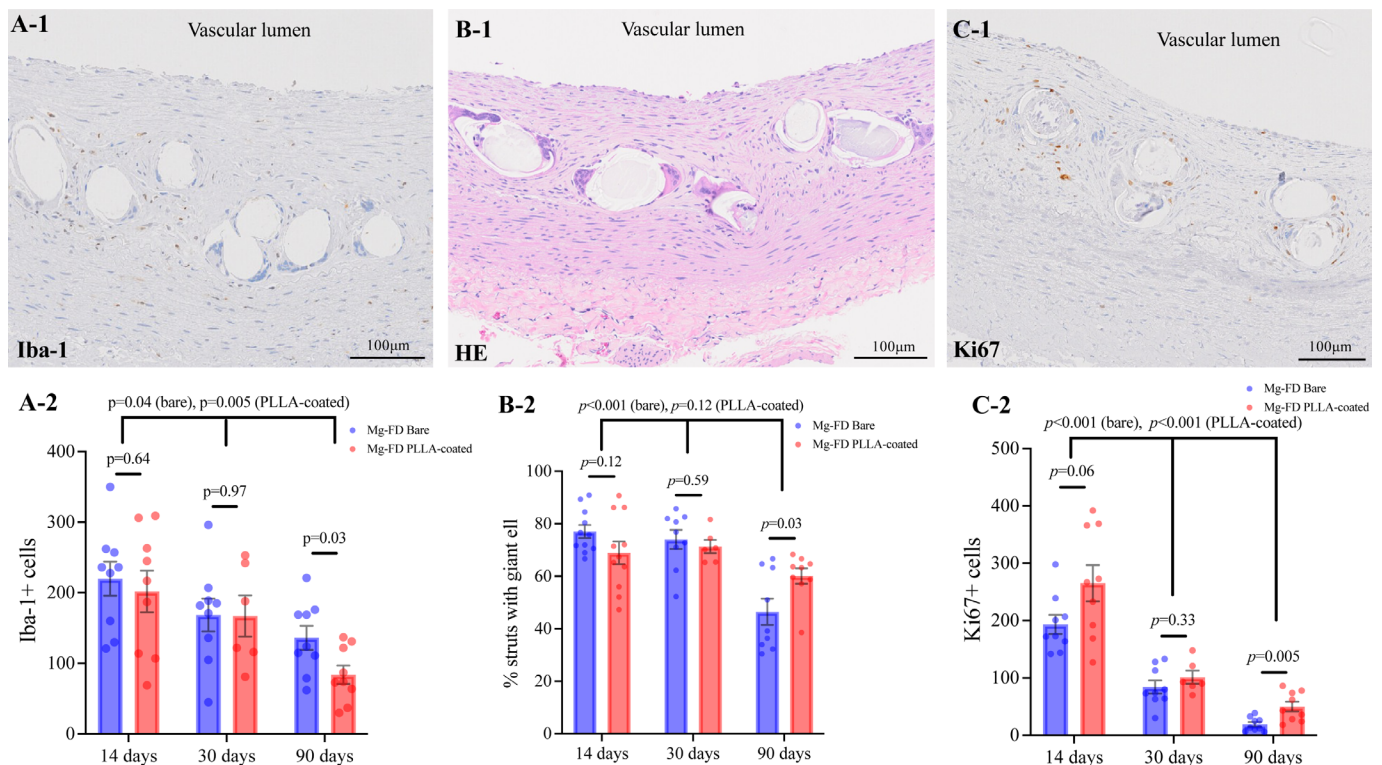 A-1
Vascular lumen
Iba-1
100μm
B-1
Vascular lumen
HE
100μm
C-1
Vascular lumen
Ki67
100μm
A-2
p=0.04 (bare), p=0.005 (PLLA-coated)
Mg-FD Bare
Mg-FD PLLA-coated
p=0.64
p=0.97
p=0.03
Iba-1+ cells
400
300
200
100
0
14 days
30 days
90 days
B-2
p<0.001 (bare), p=0.12 (PLLA-coated)
Mg-FD Bare
Mg-FD PLLA-coated
p=0.12
p=0.59
p=0.03
% struts with giant ell
100
80
60
40
20
0
14 days
30 days
90 days
C-2
Mg-FD Bare
Mg-FD PLLA-coated
p<0.001 (bare), p<0.001 (PLLA-coated)
p=0.06
p=0.33
p=0.005
Ki67+ cells
500
400
300
200
100
0
14 days
30 days
90 days